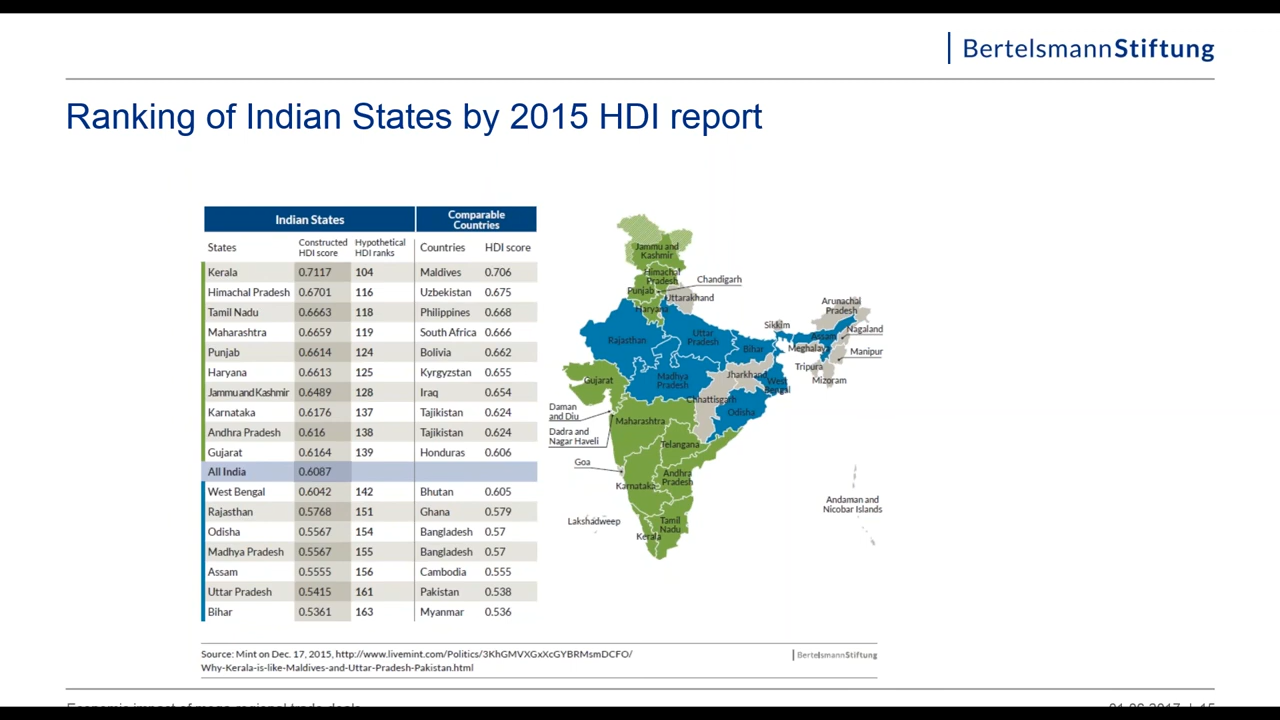 BertelsmannStiftung
Ranking of Indian States by 2015 HDI report
Indian States
Comparable
Countries
States
Constructed
HDI score
Hypothetical
HDI ranks
Countries
HDI score
Kerala 0.7117 104 Maldives 0.706
Himachal Pradesh 0.6701 116 Uzbekistan 0.675
Tamil Nadu 0.6663 118 Philippines 0.668
Maharashtra 0.6659 119 South Africa 0.666
Punjab 0.6614 124 Bolivia 0.662
Haryana 0.6613 125 Kyrgyzstan 0.655
Jammu and Kashmir 0.6489 128 Iraq 0.654
Karnataka 0.6176 137 Tajikistan 0.624
Andhra Pradesh 0.616 138 Tajikistan 0.624
Gujarat 0.6164 139 Honduras 0.606
All India 0.6087
West Bengal 0.6042 142 Bhutan 0.605
Rajasthan 0.5768 151 Ghana 0.579
Odisha 0.5567 154 Bangladesh 0.57
Madhya Pradesh 0.5567 155 Bangladesh 0.57
Assam 0.5555 156 Cambodia 0.555
Uttar Pradesh 0.5415 161 Pakistan 0.538
Bihar 0.5361 163 Myanmar 0.536
Jammu and
Kashmir
Himachal
Pradesh
Chandigarh
Punjab
Uttarakhand
Haryana
Arunachal
Pradesh
Sikkim
Nagaland
Assam
Rajasthan
Uttar
Pradesh
Bihar
Meghalaya
Manipur
Tripura
Mizoram
Gujarat
Madhya
Pradesh
Jharkhand
West
Bengal
Chhattisgarh
Odisha
Daman
and Diu
Maharashtra
Dadra and
Nagar Haveli
Telangana
Goa
Karnataka
Andhra
Pradesh
Andaman and
Nicobar Islands
Lakshadweep
Tamil
Nadu
Kerala
Source: Mint on Dec. 17, 2015, http://www.livemint.com/Politics/3KhGMVXGxXcGYBRMsmDCFO/
Why-Kerala-is-like-Maldives-and-Uttar-Pradesh-Pakistan.html
BertelsmannStiftung
Economic impact of mega regional trade deals